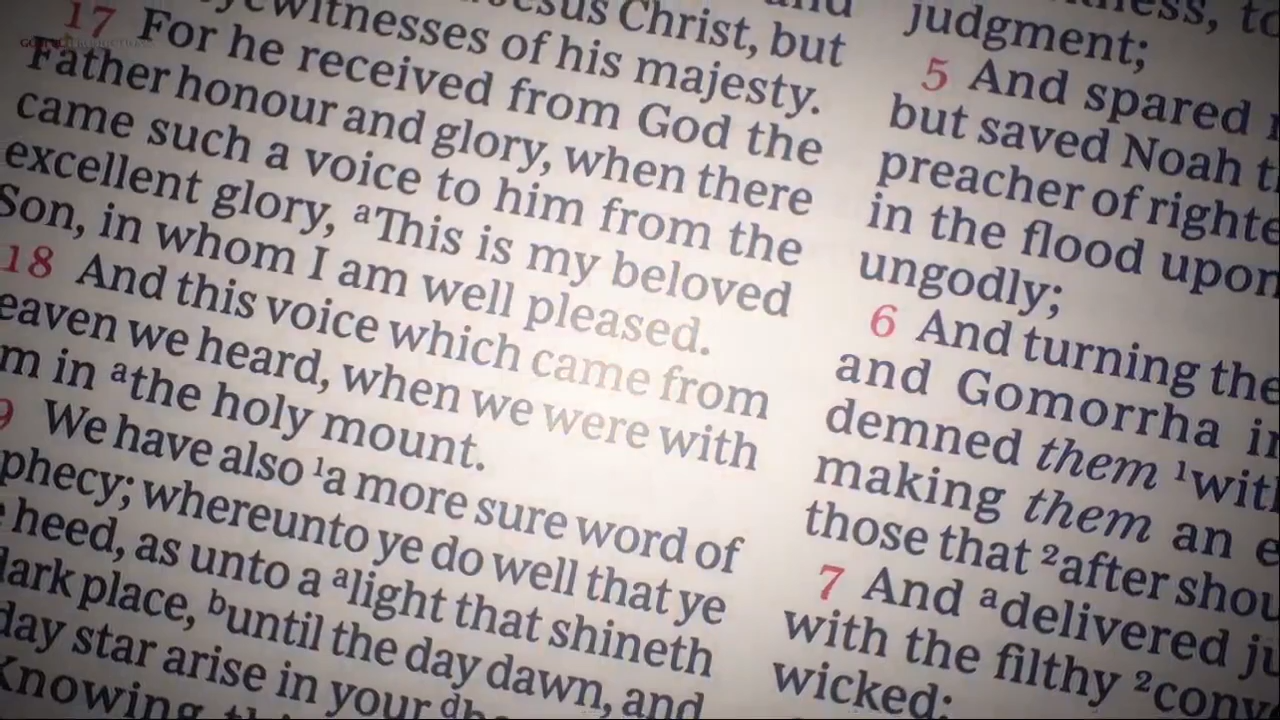 Jesus Christ, but
eyewitnesses of his majesty.
17 For he received from God the
Father honour and glory, when there
came such a voice to him from the
excellent glory, ᵃThis is my beloved
Son, in whom I am well pleased.
18 And this voice which came from
eaven we heard, when we were with
m in ᵃthe holy mount.
9 We have also ¹a more sure word of
phecy; whereunto ye do well that ye
heed, as unto a ᵃlight that shineth
dark place, ᵇuntil the day dawn, and
day star arise in your
Knowing
judgment;
5 And spared
but saved Noah
preacher of righte
in the flood upon
ungodly;
6 And turning the
and Gomorrha
demned them ¹with
making them an
those that ²after shou
7 And ᵃdelivered ju
with the filthy ²conv
wicked: